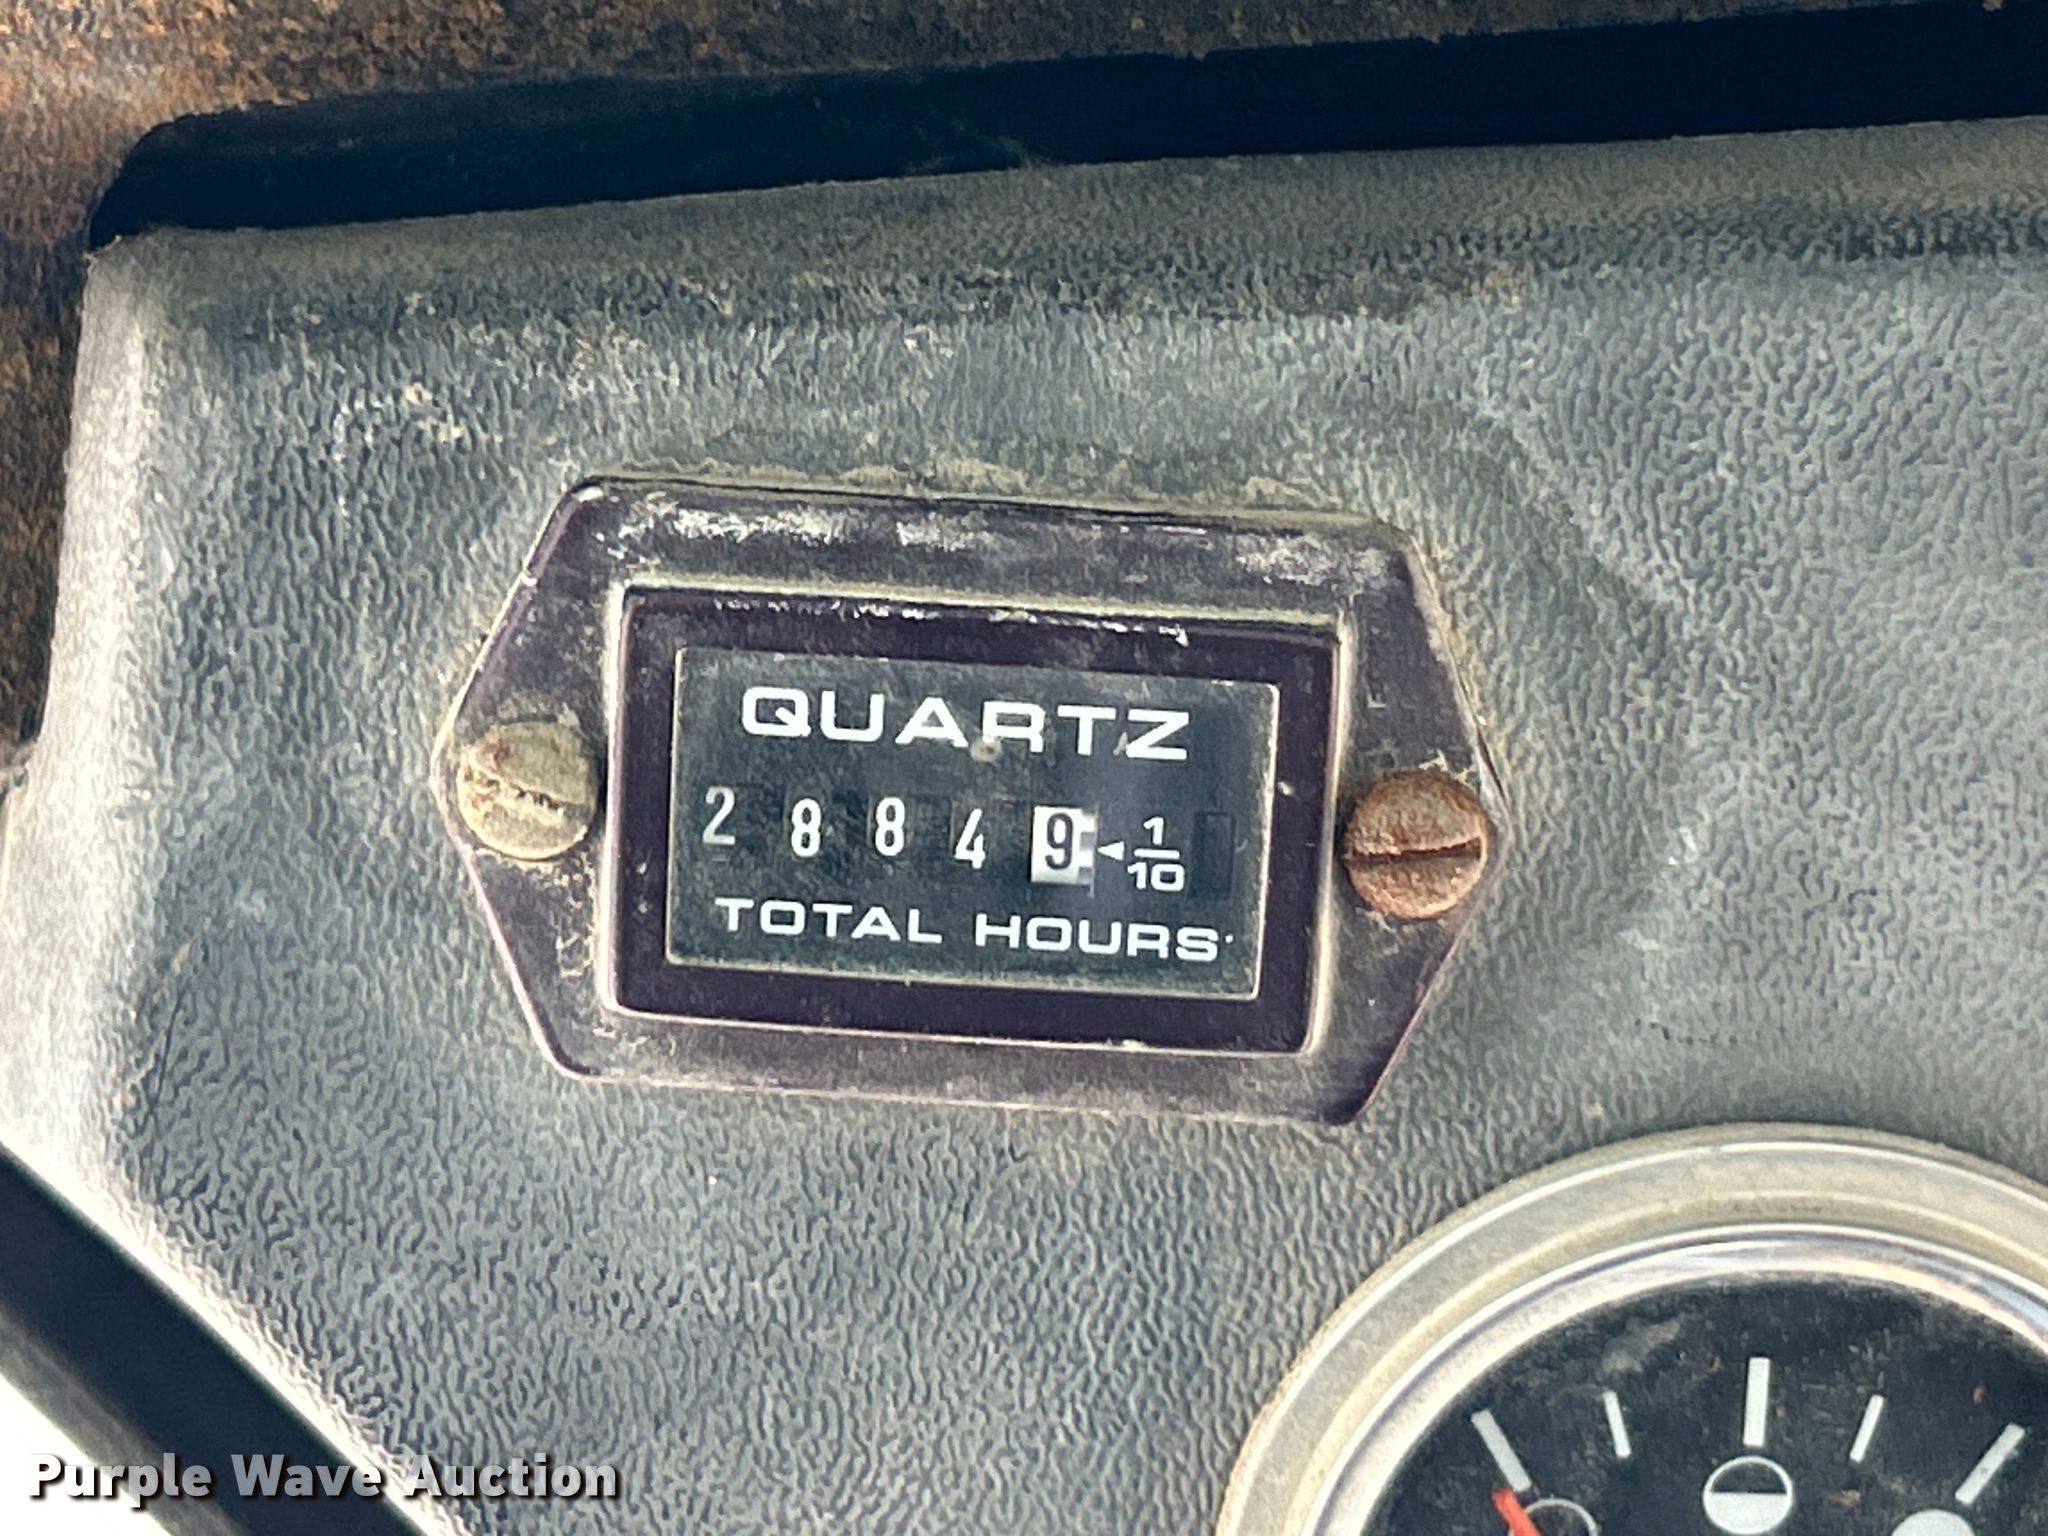 QUARTZ
2 8 8 4 9 ◄ 1/10
TOTAL HOURS
Purple Wave Auction